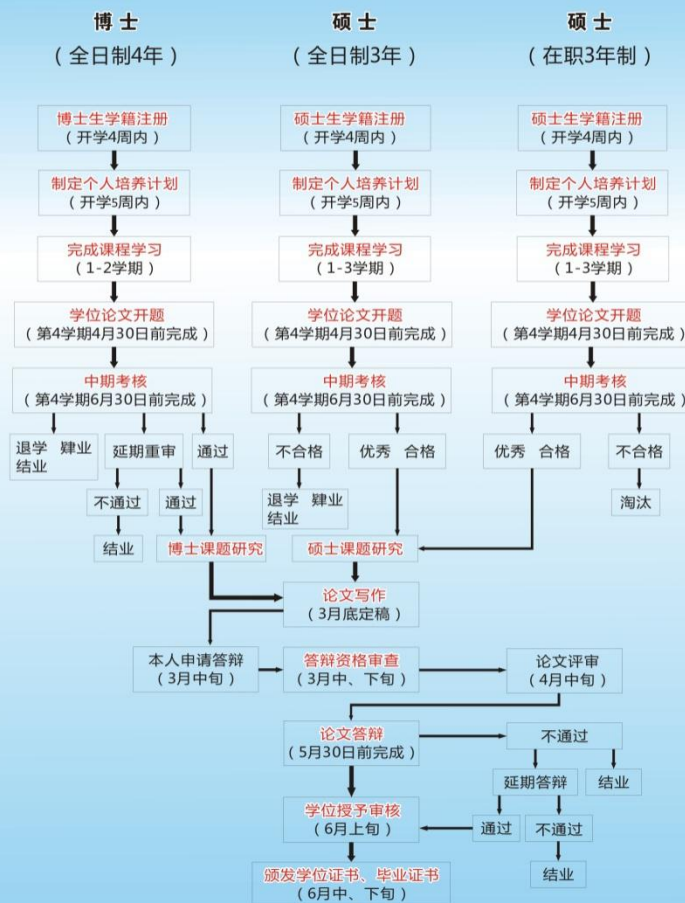 博士 硕士 硕士
（全日制4年） （全日制3年） （在职3年制）
博士生学籍注册 硕士生学籍注册 硕士生学籍注册
（开学4周内） （开学4周内） （开学4周内）
制定个人培养计划 制定个人培养计划 制定个人培养计划
（开学5周内） （开学5周内） （开学5周内）
完成课程学习 完成课程学习 完成课程学习
（1-2学期） （1-3学期） （1-3学期）
学位论文开题 学位论文开题 学位论文开题
（第4学期4月30日前完成） （第4学期4月30日前完成） （第4学期4月30日前完成）
中期考核 中期考核 中期考核
（第4学期6月30日前完成） （第4学期6月30日前完成） （第4学期6月30日前完成）
退学 肄业 延期重审 通过 不合格 优秀 合格 优秀 合格 不合格
结业
不通过 通过 退学 肄业 淘汰
结业
结业 博士课题研究 硕士课题研究
论文写作
（3月底定稿）
本人申请答辩 答辩资格审查 论文评审
（3月中旬） （3月中、下旬） （4月中旬）
论文答辩 不通过
（5月30日前完成）
延期答辩 结业
学位授予审核 通过 不通过
（6月上旬）
结业
颁发学位证书、毕业证书
（6月中、下旬）